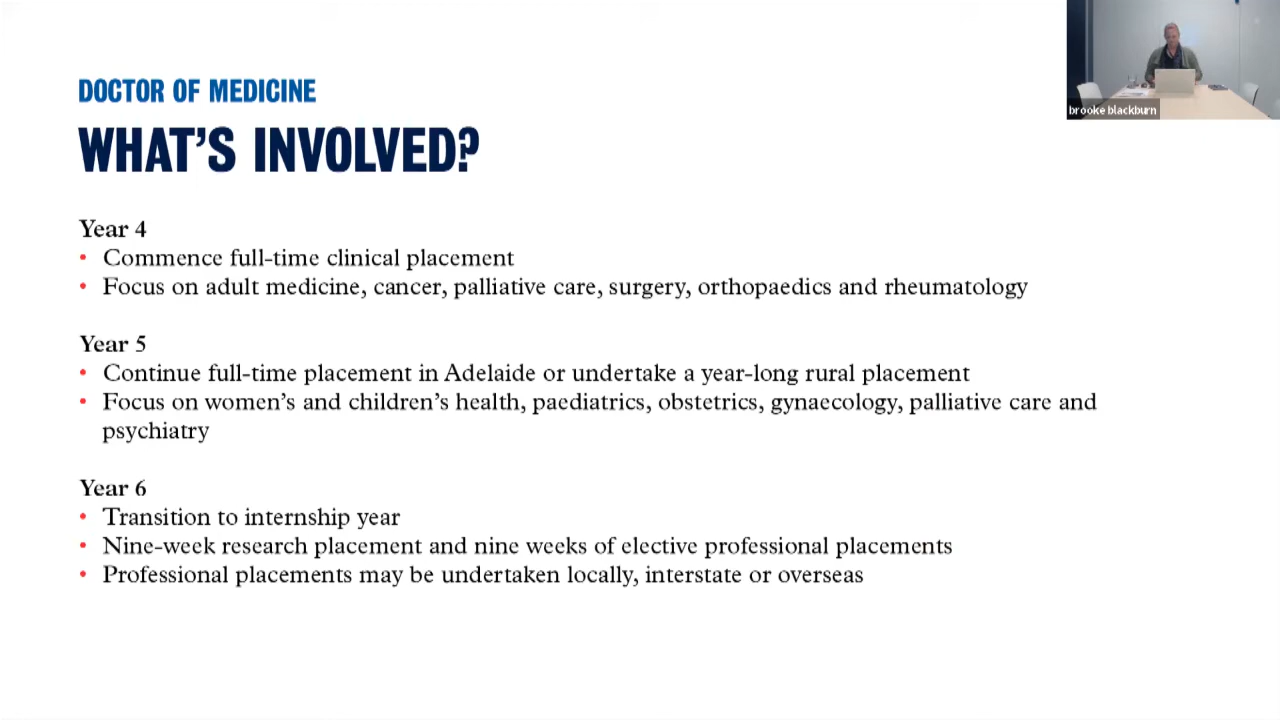 DOCTOR OF MEDICINE
WHAT'S INVOLVED?
brooke blackburn
Year 4
• Commence full-time clinical placement
• Focus on adult medicine, cancer, palliative care, surgery, orthopaedics and rheumatology
Year 5
• Continue full-time placement in Adelaide or undertake a year-long rural placement
• Focus on women's and children's health, paediatrics, obstetrics, gynaecology, palliative care and
psychiatry
Year 6
• Transition to internship year
• Nine-week research placement and nine weeks of elective professional placements
• Professional placements may be undertaken locally, interstate or overseas